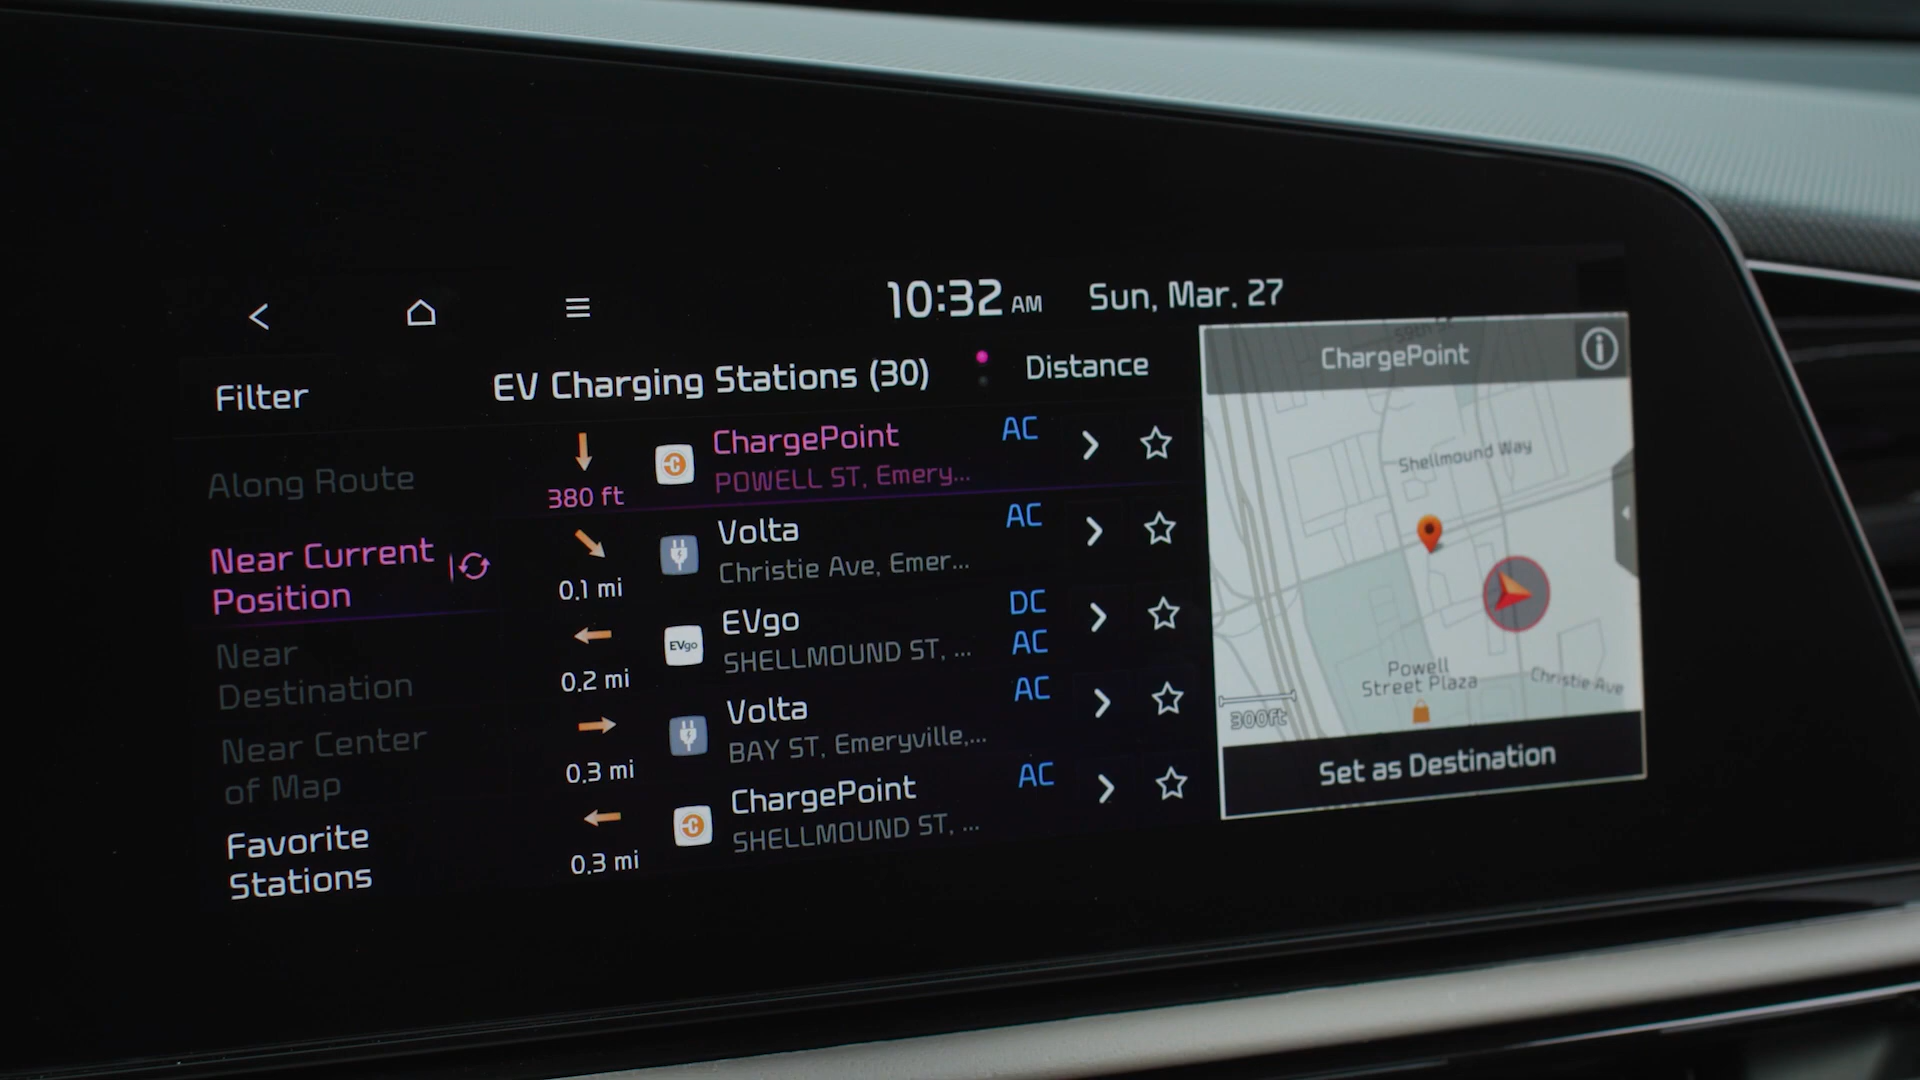 10:32 AM Sun, Mar. 27
Filter
EV Charging Stations (30)
Distance
Along Route
Near Current
Position
Near
Destination
Near Center
of Map
Favorite
Stations
380 ft
ChargePoint
POWELL ST, Emery...
AC
0.1 mi
Volta
Christie Ave, Emer...
AC
0.2 mi
EVgo
EVgo
SHELLMOUND ST, ...
DC
AC
0.3 mi
Volta
BAY ST, Emeryville,...
AC
0.3 mi
ChargePoint
SHELLMOUND ST, ...
AC
59th St
ChargePoint
Shellmound Way
Powell
Street Plaza
Christie Ave
300ft
Set as Destination